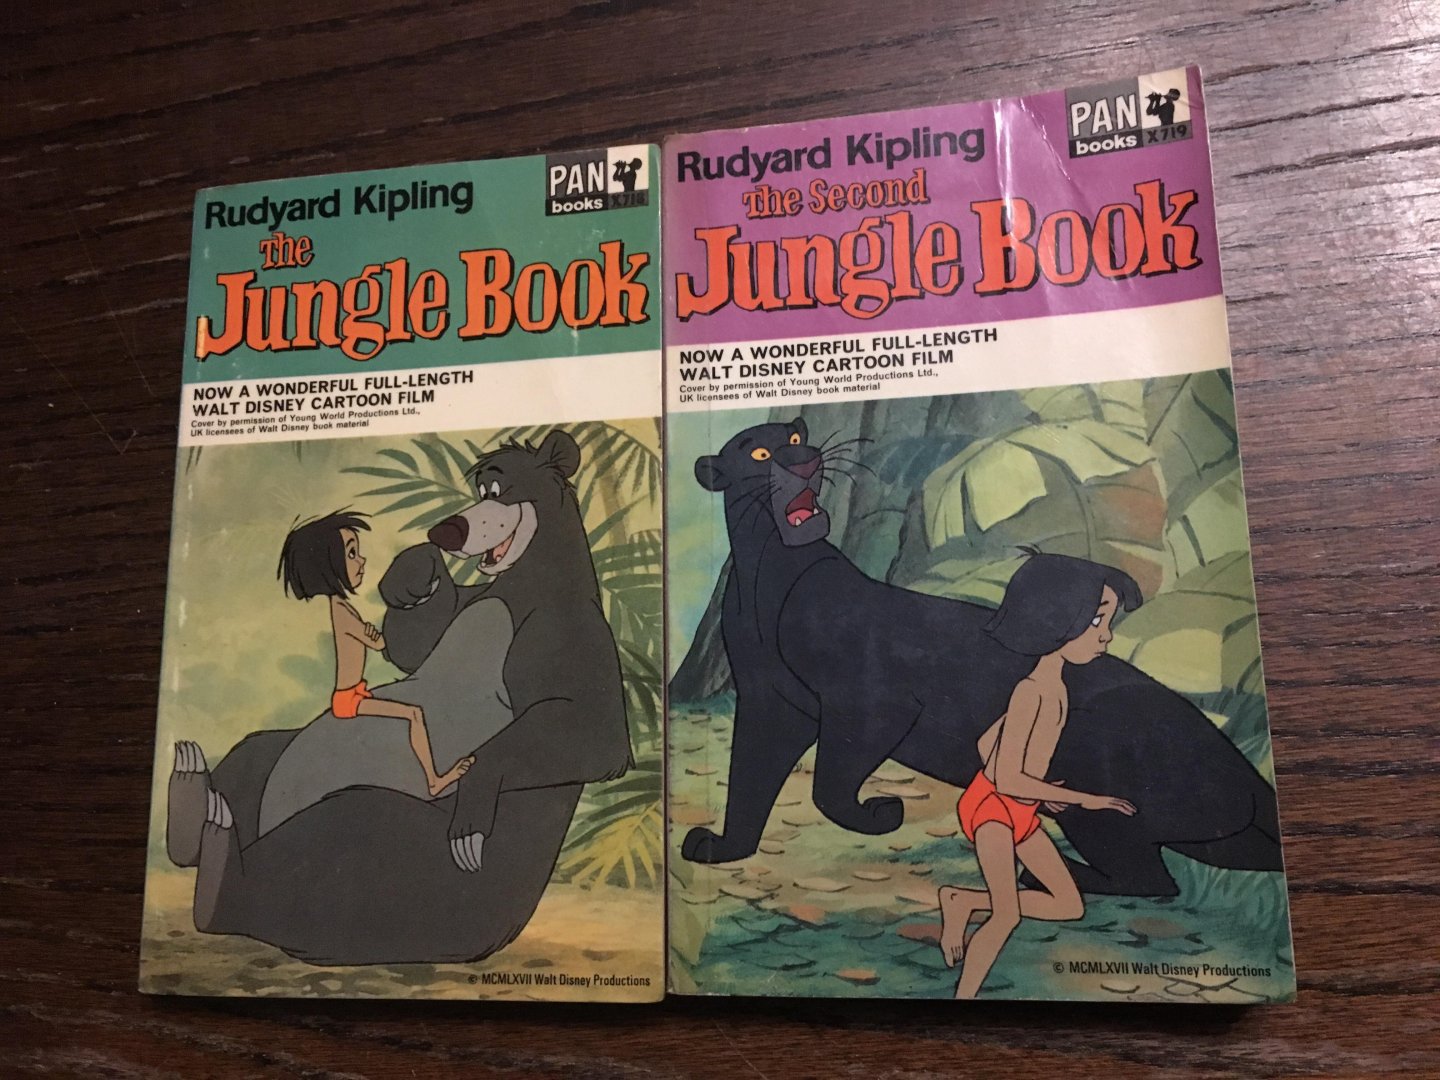 Rudyard Kipling
PAN
books X718
The
Jungle Book
NOW A WONDERFUL FULL-LENGTH
WALT DISNEY CARTOON FILM
Cover by permission of Young World Productions Ltd.,
UK licensees of Walt Disney book material
© MCMLXVII Walt Disney Productions
Rudyard Kipling
PAN
books X719
The Second
Jungle Book
NOW A WONDERFUL FULL-LENGTH
WALT DISNEY CARTOON FILM
Cover by permission of Young World Productions Ltd.,
UK licensees of Walt Disney book material
© MCMLXVII Walt Disney Productions